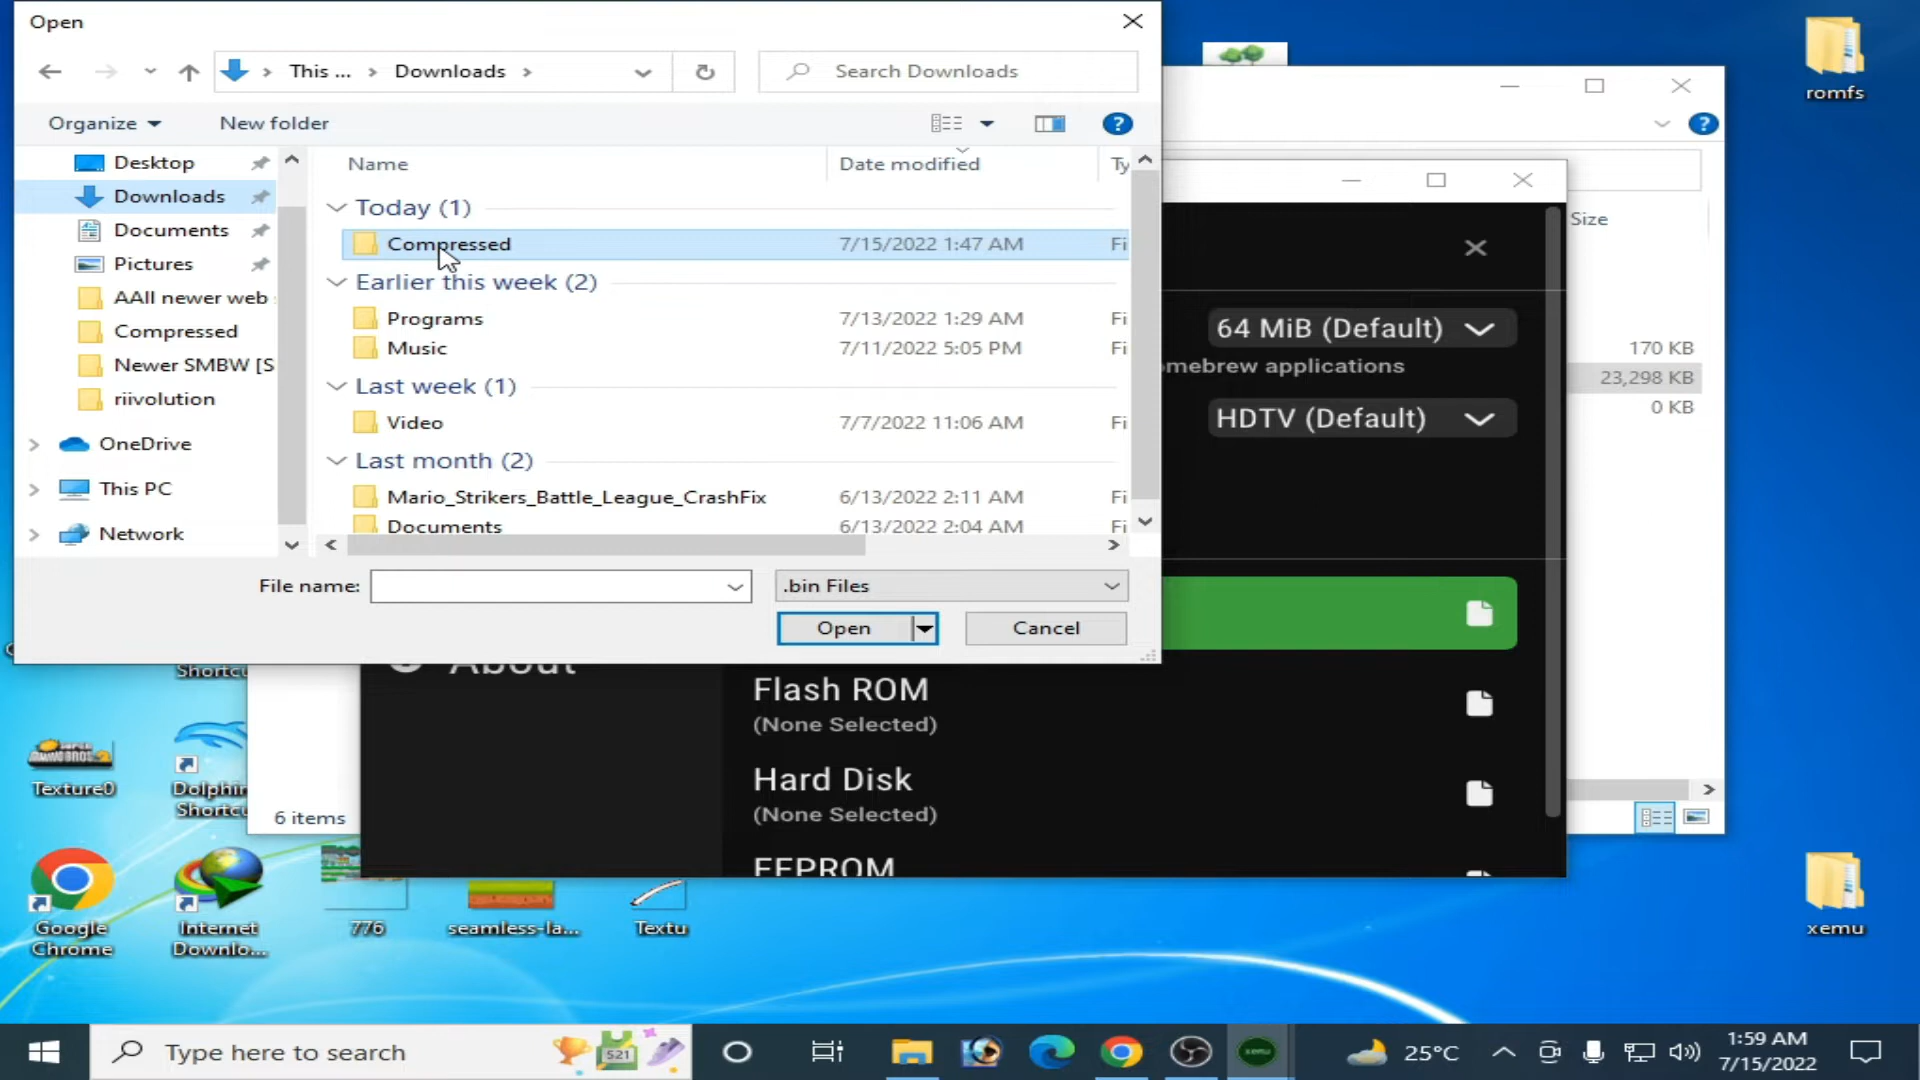 Open
This ... > Downloads >
Search Downloads
Organize
New folder
Name
Date modified
Ty
Desktop
Downloads
Documents
Pictures
AAll newer web
Compressed
Newer SMBW [S
riivolution
OneDrive
This PC
Network
Today (1)
Compressed 7/15/2022 1:47 AM Fi
Earlier this week (2)
Programs 7/13/2022 1:29 AM Fi
Music 7/11/2022 5:05 PM Fi
Last week (1)
Video 7/7/2022 11:06 AM Fi
Last month (2)
Mario_Strikers_Battle_League_CrashFix 6/13/2022 2:11 AM Fi
Documents 6/13/2022 2:04 AM Fi
File name:
.bin Files
Open
Cancel
Size
170 KB
23,298 KB
0 KB
64 MiB (Default)
omebrew applications
HDTV (Default)
About
Flash ROM
(None Selected)
Hard Disk
(None Selected)
EEPROM
6 items
romfs
xemu
Shortcu
Texture0
Dolphin
Shortcu
Google
Chrome
Internet
Downlo...
776
seamless-la...
Textu
Type here to search
521
xemu
25°C
1:59 AM
7/15/2022